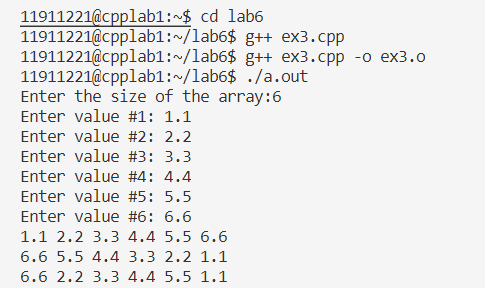 11911221@cpplab1:~$ cd lab6
11911221@cpplab1:~/lab6$ g++ ex3.cpp
11911221@cpplab1:~/lab6$ g++ ex3.cpp -o ex3.o
11911221@cpplab1:~/lab6$ ./a.out
Enter the size of the array:6
Enter value #1: 1.1
Enter value #2: 2.2
Enter value #3: 3.3
Enter value #4: 4.4
Enter value #5: 5.5
Enter value #6: 6.6
1.1 2.2 3.3 4.4 5.5 6.6
6.6 5.5 4.4 3.3 2.2 1.1
6.6 2.2 3.3 4.4 5.5 1.1